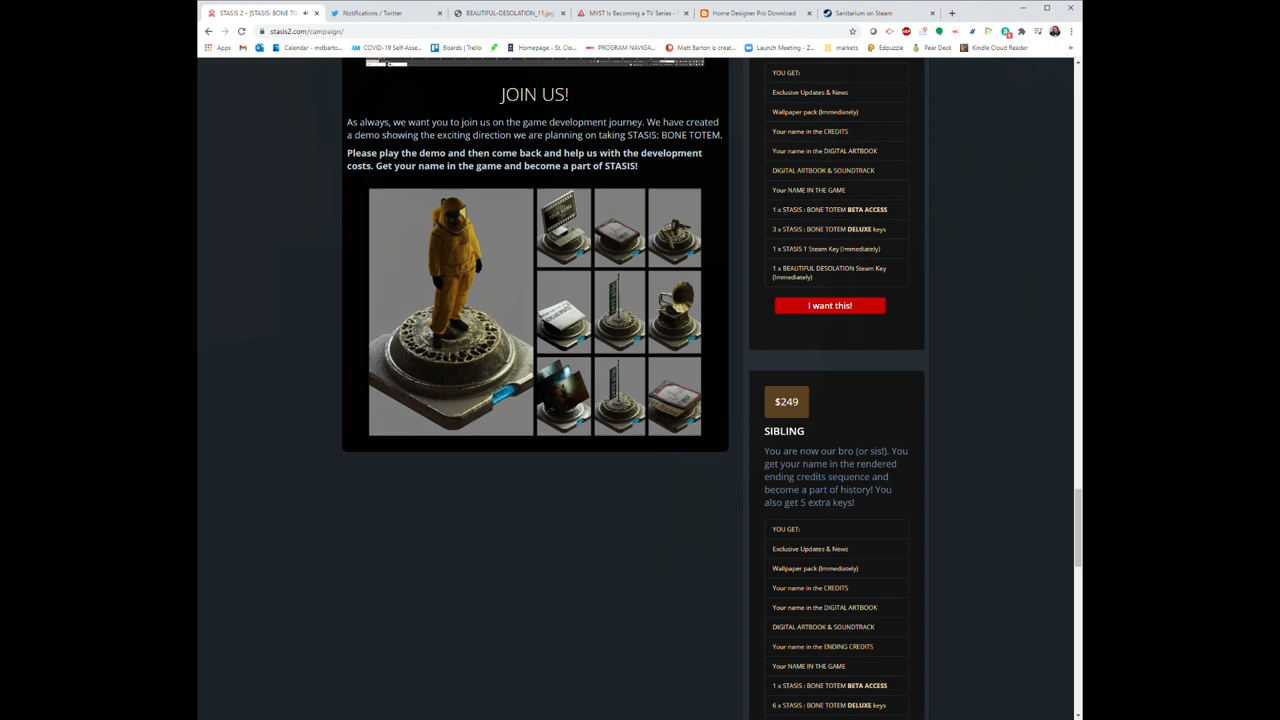 STASIS 2 - [STASIS: BONE TO
Notifications / Twitter
BEAUTIFUL-DESOLATION_11.jpg
MYST is Becoming a TV Series -
Home Designer Pro Download
Sanitarium on Steam
stasis2.com/campaign/
Apps
Calendar - mdbarto...
COVID-19 Self-Asse...
Boards | Trello
Homepage - St. Clo...
PROGRAM NAVIGA...
Matt Barton is crea...
Launch Meeting - Z...
markets
Edpuzzle
Pear Deck
Kindle Cloud Reader
JOIN US!
As always, we want you to join us on the game development journey. We have created
a demo showing the exciting direction we are planning on taking STASIS: BONE TOTEM.
Please play the demo and then come back and help us with the development
costs. Get your name in the game and become a part of STASIS!
YOU GET:
Exclusive Updates & News
Wallpaper pack (Immediately)
Your name in the CREDITS
Your name in the DIGITAL ARTBOOK
DIGITAL ARTBOOK & SOUNDTRACK
Your NAME IN THE GAME
1 x STASIS : BONE TOTEM BETA ACCESS
3 x STASIS : BONE TOTEM DELUXE keys
1 x STASIS 1 Steam Key (Immediately)
1 x BEAUTIFUL DESOLATION Steam Key
(Immediately)
I want this!
$249
SIBLING
You are now our bro (or sis!). You
get your name in the rendered
ending credits sequence and
become a part of history! You
also get 5 extra keys!
YOU GET:
Exclusive Updates & News
Wallpaper pack (Immediately)
Your name in the CREDITS
Your name in the DIGITAL ARTBOOK
DIGITAL ARTBOOK & SOUNDTRACK
Your name in the ENDING CREDITS
Your NAME IN THE GAME
1 x STASIS : BONE TOTEM BETA ACCESS
6 x STASIS : BONE TOTEM DELUXE keys